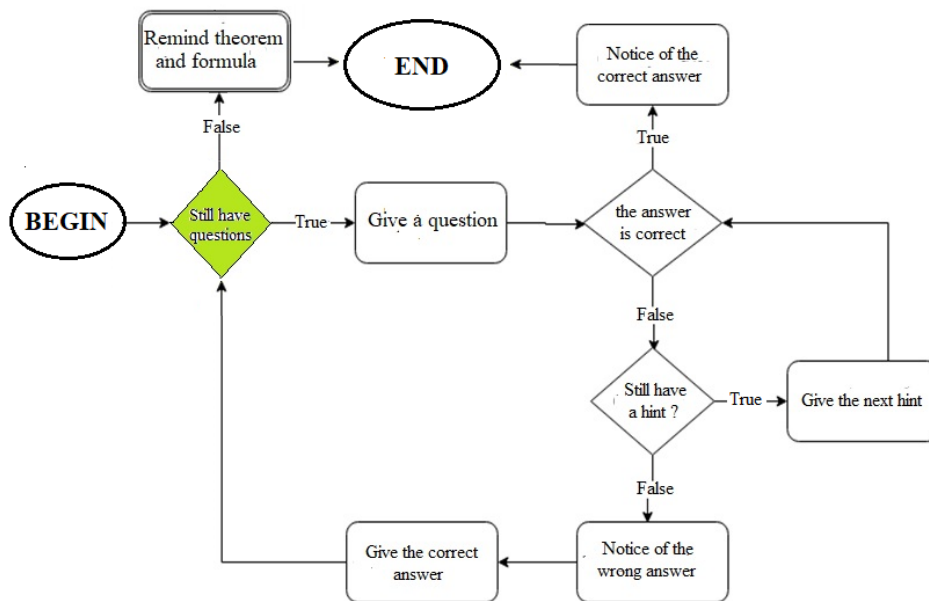 Remind theorem
and formula
END
Notice of the
correct answer
False
True
BEGIN
Still have
questions
True
Give a question
the answer
is correct
False
Still have
a hint ?
True
Give the next hint
False
Give the correct
answer
Notice of the
wrong answer